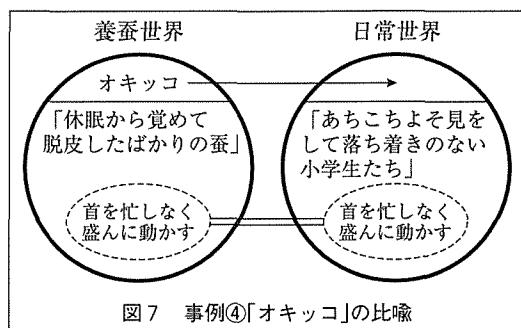 養蚕世界
日常世界
オキッコ
「休眠から覚めて
脱皮したばかりの蚕」
「あちこちよそ見を
して落ち着きのない
小学生たち」
首を忙しなく
盛んに動かす
首を忙しなく
盛んに動かす
図7 事例④「オキッコ」の比喩